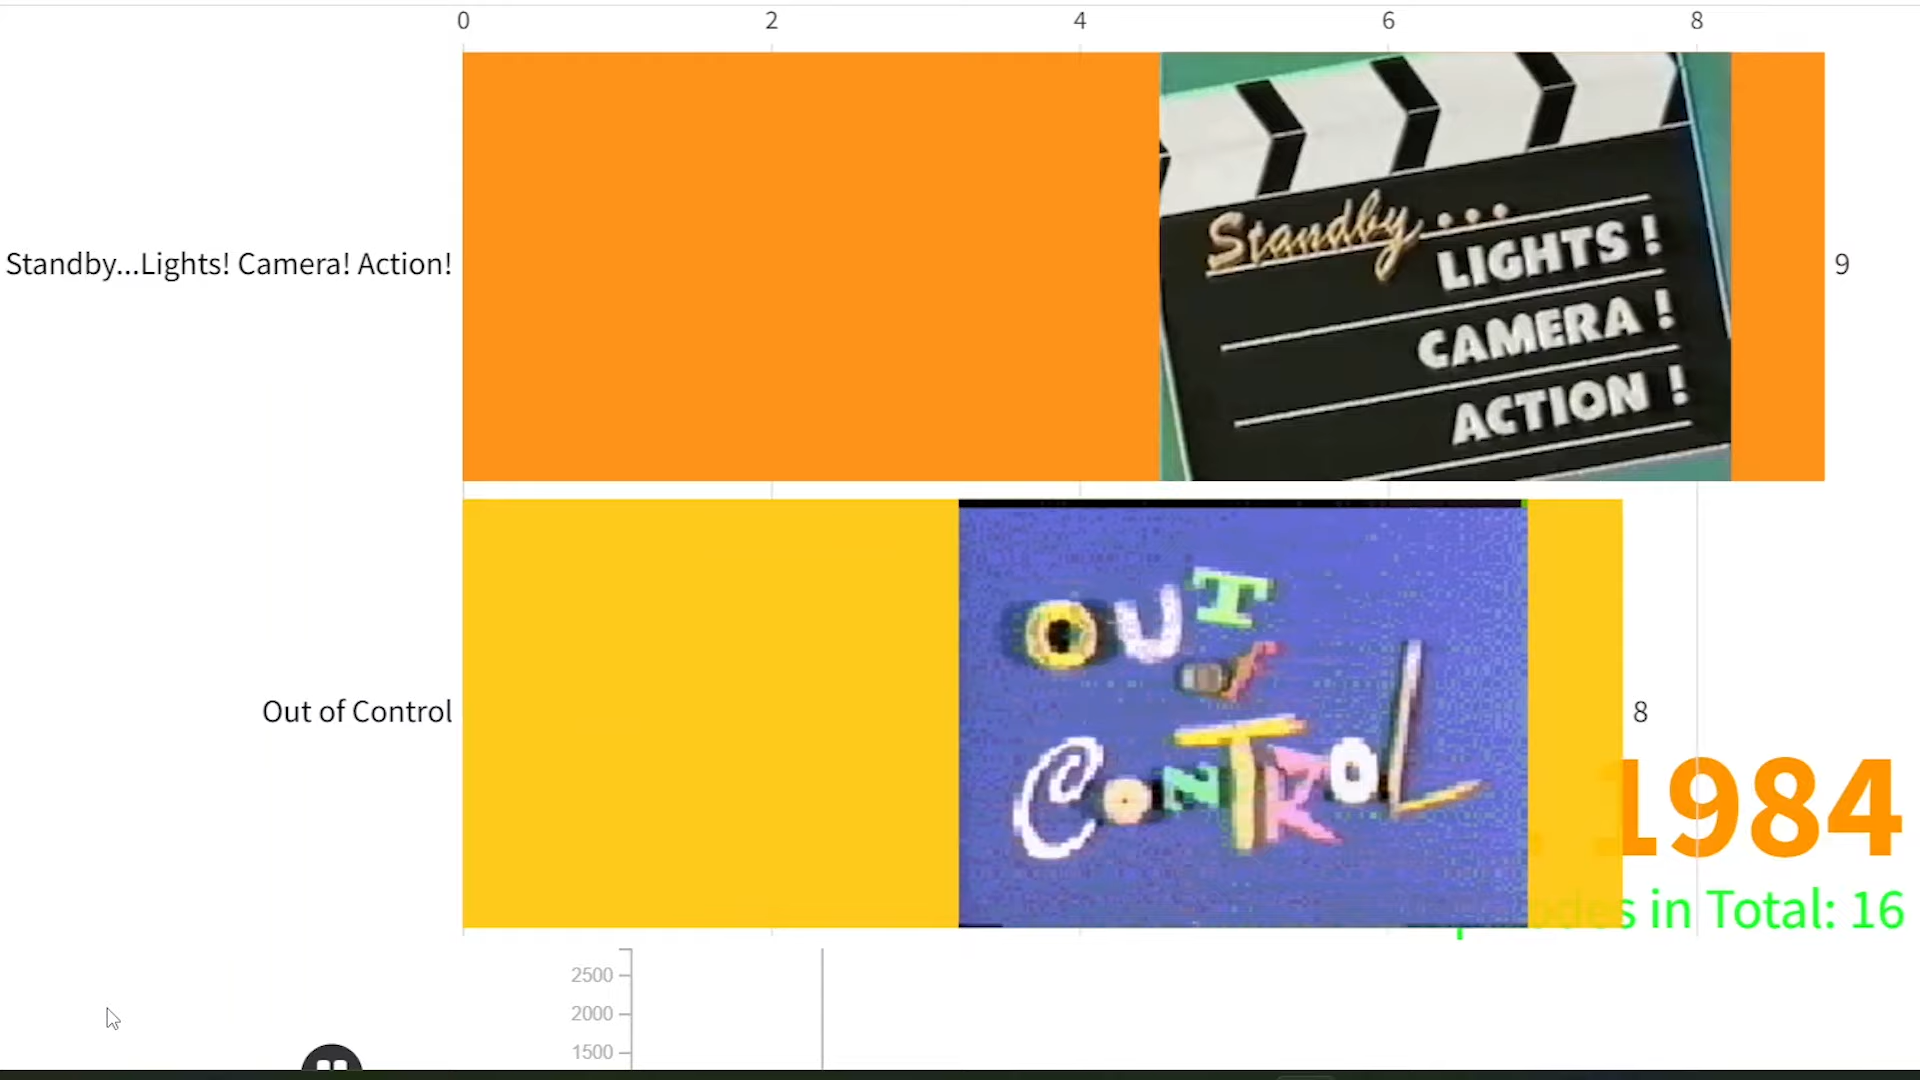 0 2 4 6 8
Standby...Lights! Camera! Action!
Standby...
LIGHTS!
CAMERA!
ACTION!
9
Out of Control
OUT
OF
CONTROL
8
1984
in Total: 16
2500
2000
1500